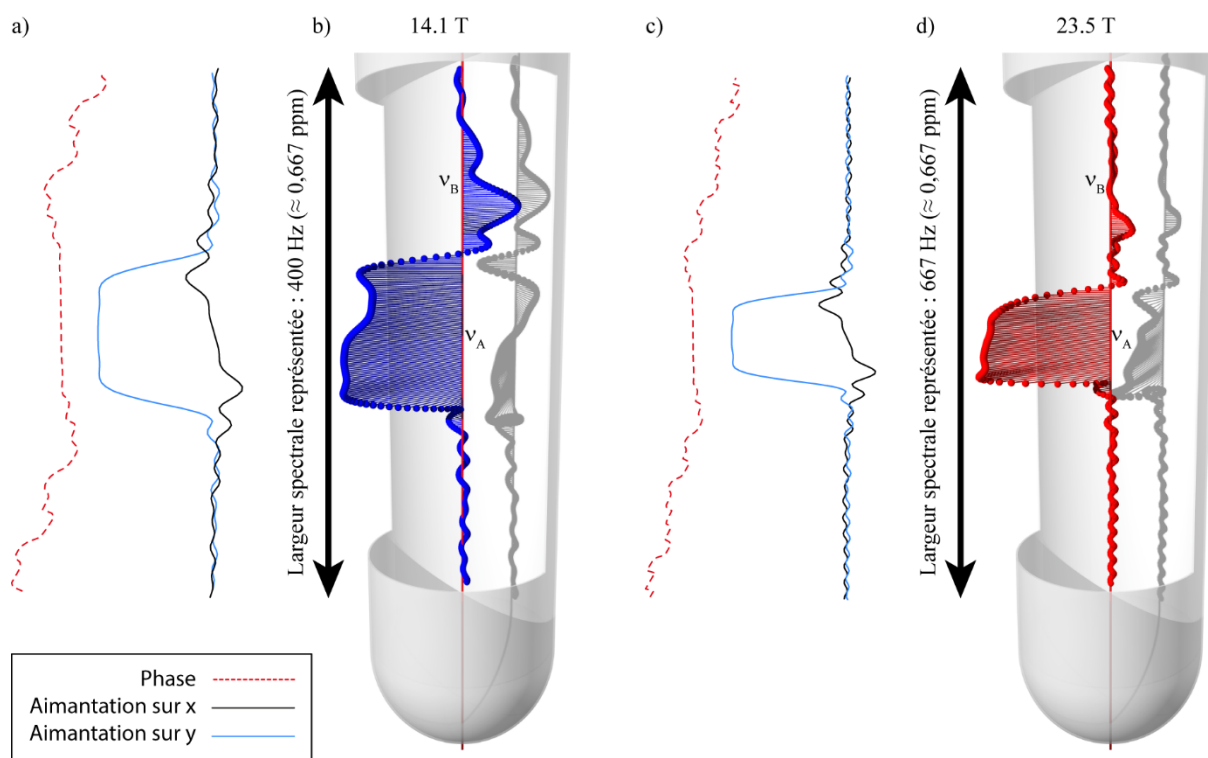 a)
b)
14.1 T
c)
d)
23.5 T
Largeur spectrale représentée : 400 Hz (≈ 0,667 ppm)
νB
νA
Largeur spectrale représentée : 667 Hz (≈ 0,667 ppm)
νB
νA
Phase
Aimantation sur x
Aimantation sur y